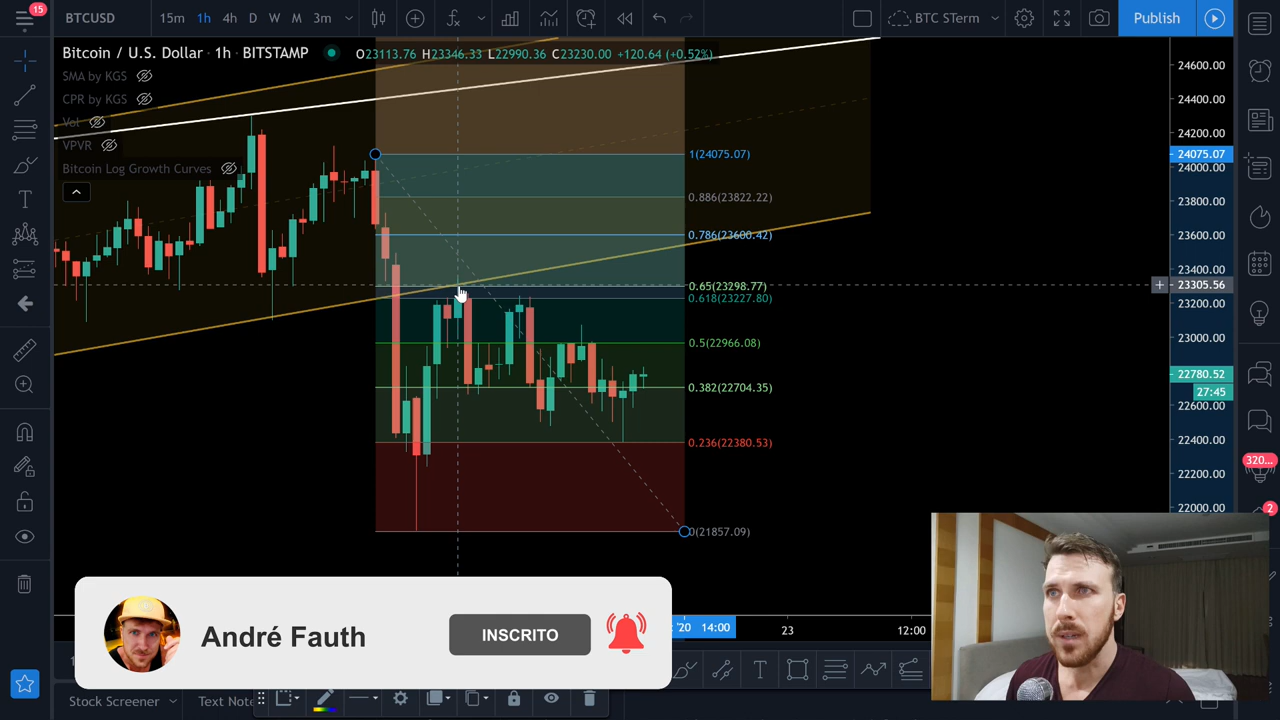 15
BTCUSD
15m 1h 4h D W M 3m
BTC STerm
Publish
Bitcoin / U.S. Dollar · 1h · BITSTAMP
O23113.76 H23346.33 L22990.36 C23230.00 +120.64 (+0.52%)
SMA by KGS
CPR by KGS
Vol
VPVR
Bitcoin Log Growth Curves
1(24075.07)
0.886(23822.22)
0.786(23600.42)
0.65(23298.77)
0.618(23227.80)
0.5(22966.08)
0.382(22704.35)
0.236(22380.53)
0(21857.09)
24600.00
24400.00
24200.00
24075.07
24000.00
23800.00
23600.00
23400.00
23305.56
23200.00
23000.00
22780.52
27:45
22600.00
22400.00
22200.00
22000.00
320...
2
André Fauth
INSCRITO
'20 14:00
23
12:00
Stock Screener
Text Note